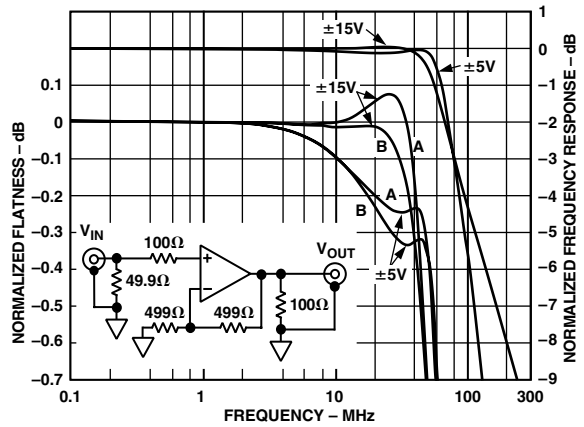 NORMALIZED FLATNESS – dB
0.1
0
–0.1
–0.2
–0.3
–0.4
–0.5
–0.6
–0.7
±15V
±5V
±15V
B
A
A
B
±5V
VIN
100Ω
49.9Ω
+
–
499Ω
499Ω
VOUT
100Ω
1
0
–1
–2
–3
–4
–5
–6
–7
–8
–9
NORMALIZED FREQUENCY RESPONSE – dB
0.1
1
10
100
300
FREQUENCY – MHz